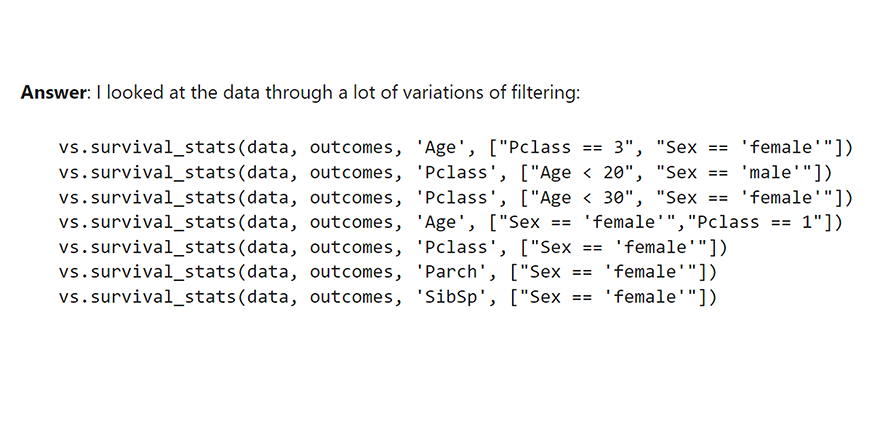 Answer: I looked at the data through a lot of variations of filtering:
vs.survival_stats(data, outcomes, 'Age', ["Pclass == 3", "Sex == 'female'"])
vs.survival_stats(data, outcomes, 'Pclass', ["Age < 20", "Sex == 'male'"])
vs.survival_stats(data, outcomes, 'Pclass', ["Age < 30", "Sex == 'female'"])
vs.survival_stats(data, outcomes, 'Age', ["Sex == 'female'","Pclass == 1"])
vs.survival_stats(data, outcomes, 'Pclass', ["Sex == 'female'"])
vs.survival_stats(data, outcomes, 'Parch', ["Sex == 'female'"])
vs.survival_stats(data, outcomes, 'SibSp', ["Sex == 'female'"])